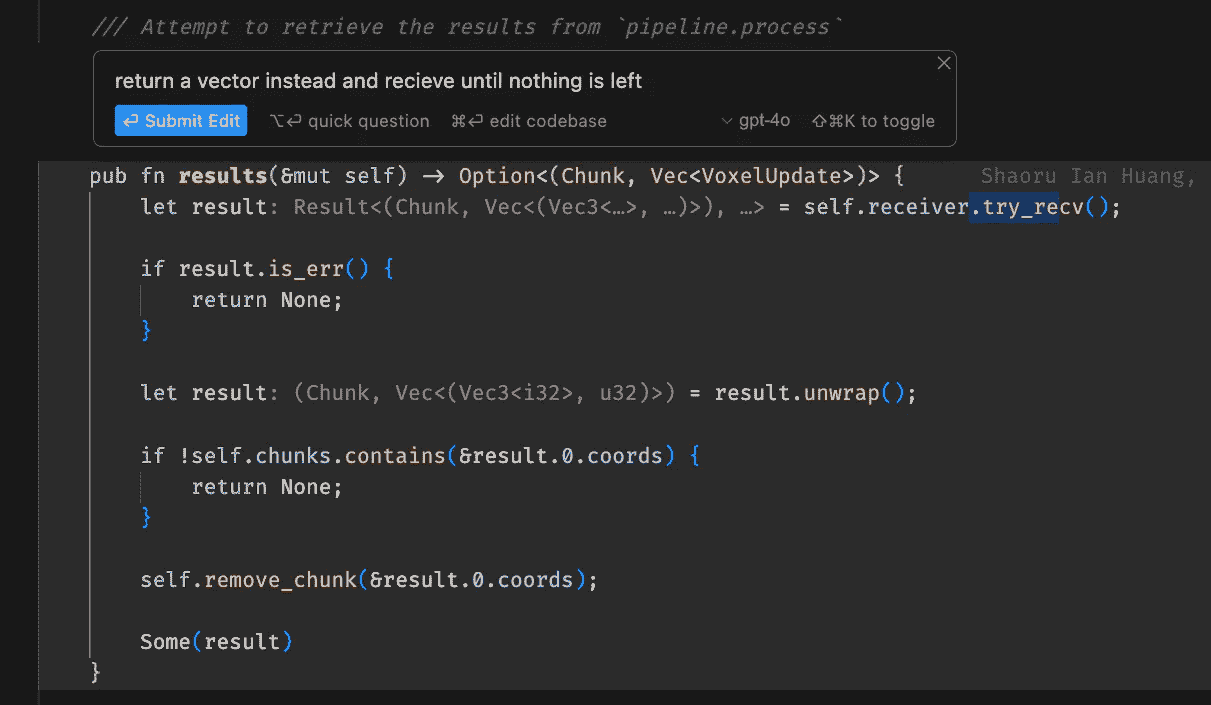 /// Attempt to retrieve the results from `pipeline.process`
return a vector instead and recieve until nothing is left
⏎ Submit Edit ⌥⏎ quick question ⌘⏎ edit codebase gpt-4o ⇧⌘K to toggle
pub fn results(&mut self) → Option<(Chunk, Vec<VoxelUpdate>)> { Shaoru Ian Huang,
let result: Result<(Chunk, Vec<(Vec3<…>, …)>), …> = self.receiver.try_recv();
if result.is_err() {
return None;
}
let result: (Chunk, Vec<(Vec3<i32>, u32)>) = result.unwrap();
if !self.chunks.contains(&result.0.coords) {
return None;
}
self.remove_chunk(&result.0.coords);
Some(result)
}